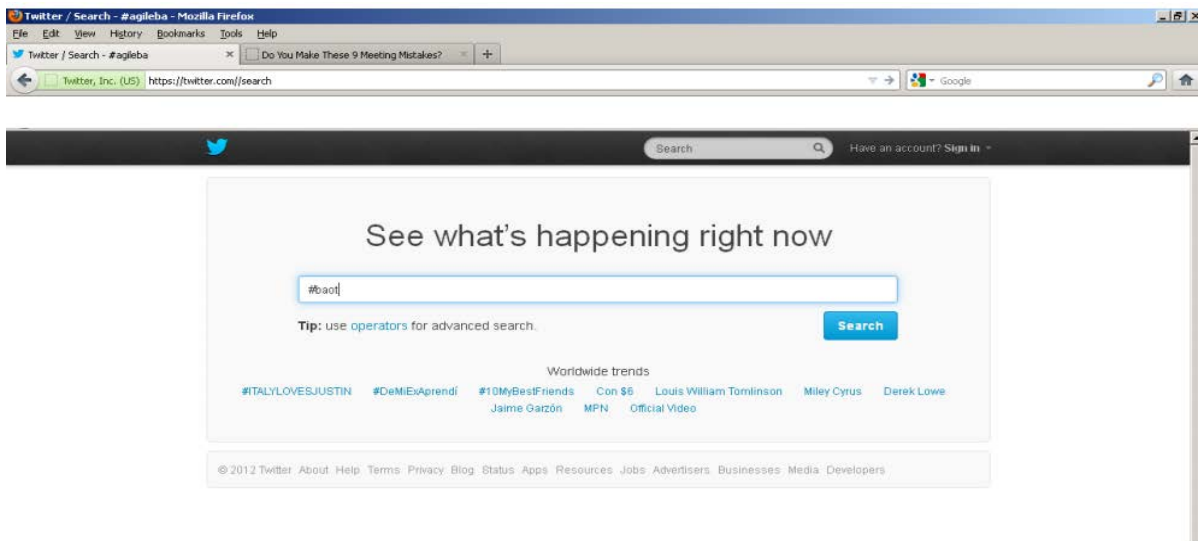 Twitter / Search - #agileba - Mozilla Firefox
File Edit View History Bookmarks Tools Help
Twitter / Search - #agileba × Do You Make These 9 Meeting Mistakes? × +
Twitter, Inc. (US) https://twitter.com//search Google
Search Have an account? Sign in
See what's happening right now
#baot
Tip: use operators for advanced search. Search
Worldwide trends
#ITALYLOVESJUSTIN #DeMiExAprendí #10MyBestFriends Con $6 Louis William Tomlinson Miley Cyrus Derek Lowe
Jaime Garzón MPN Official Video
© 2012 Twitter About Help Terms Privacy Blog Status Apps Resources Jobs Advertisers Businesses Media Developers